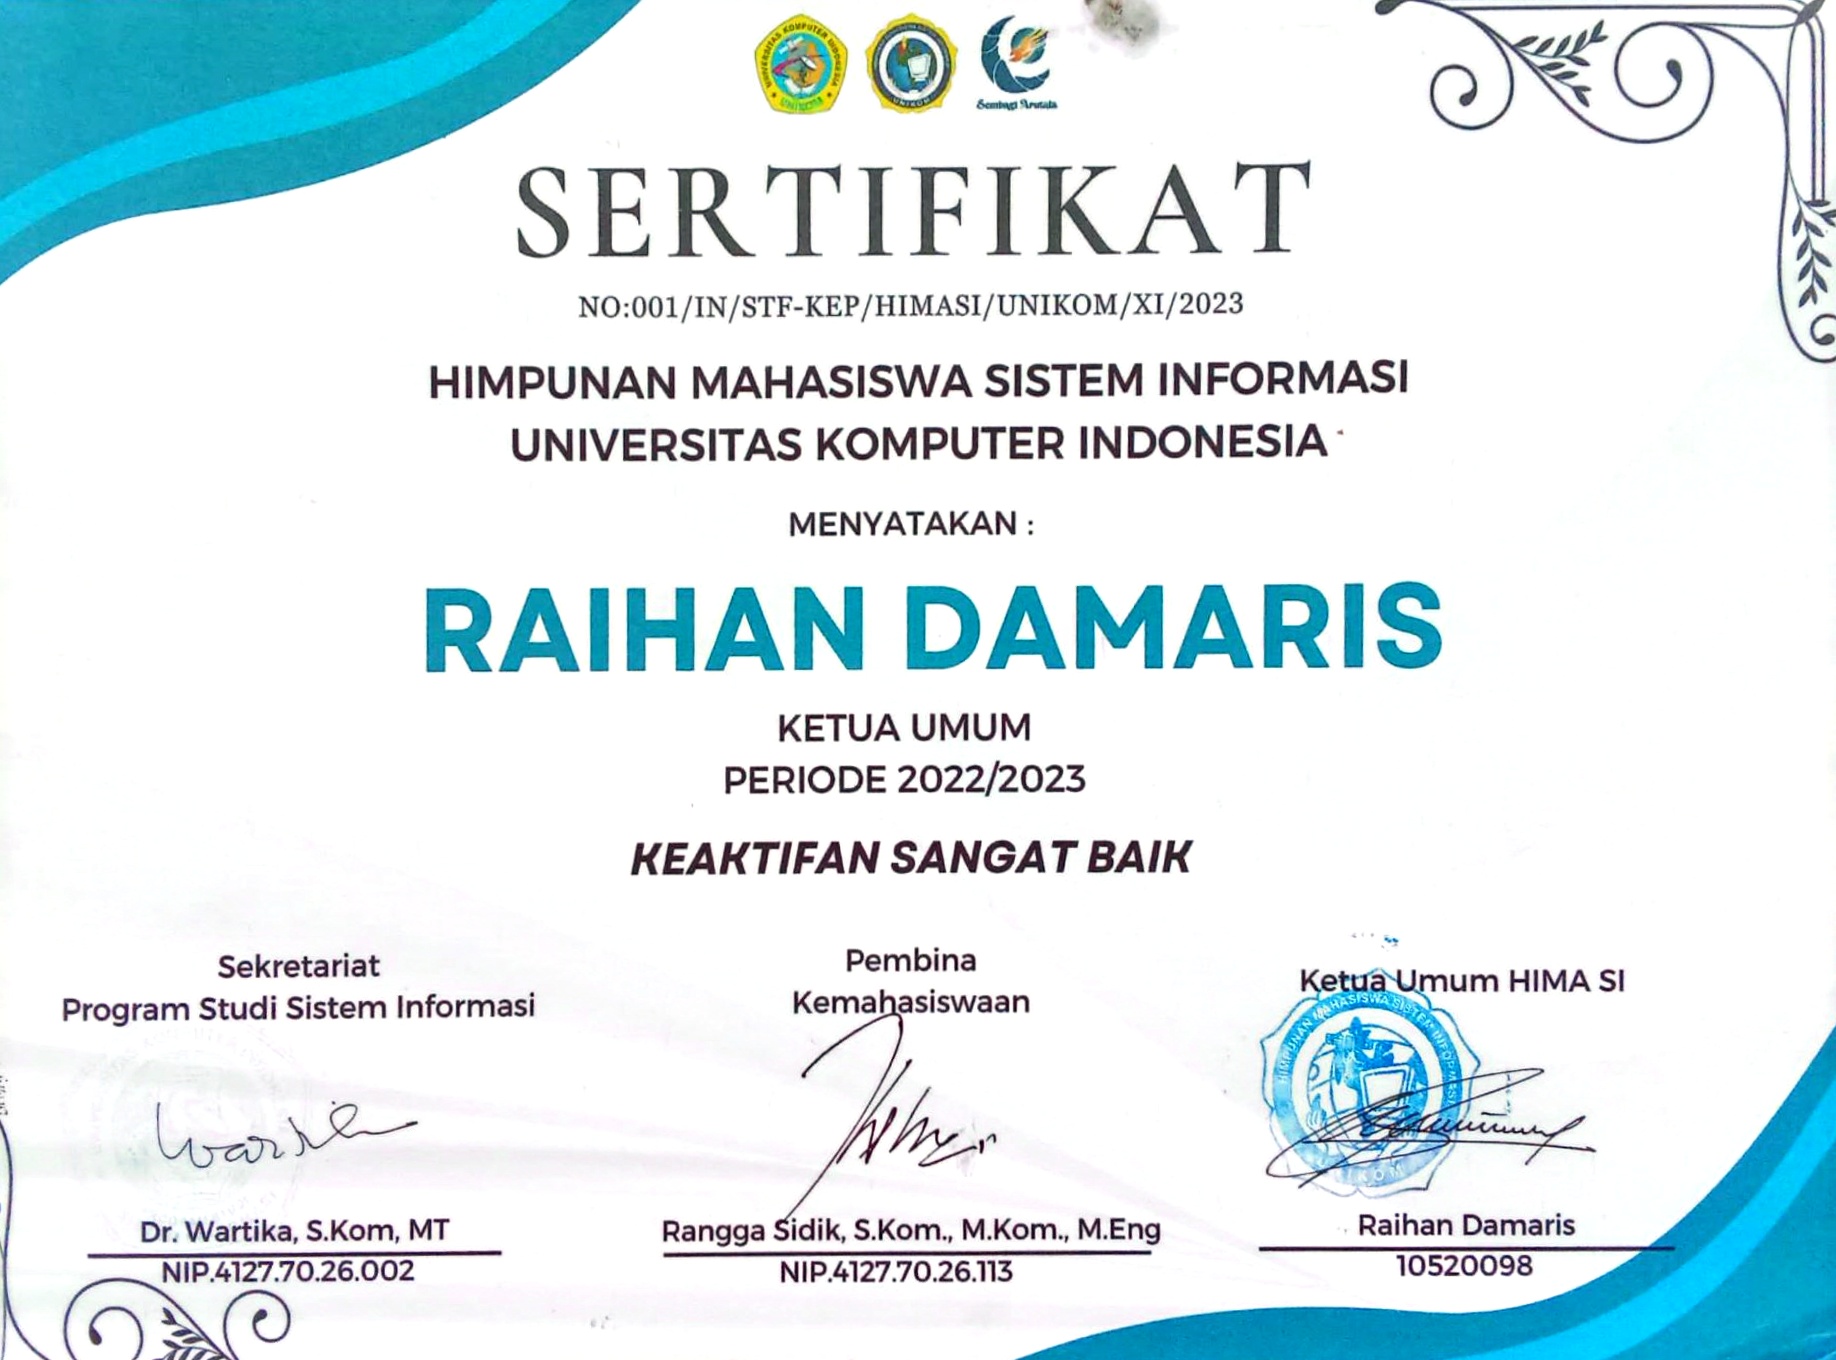 UNIVERSITAS KOMPUTER INDONESIA
UNIKOM
UNIKOM
Sembagi Arutala
SERTIFIKAT
NO:001/IN/STF-KEP/HIMASI/UNIKOM/XI/2023
HIMPUNAN MAHASISWA SISTEM INFORMASI
UNIVERSITAS KOMPUTER INDONESIA
MENYATAKAN :
RAIHAN DAMARIS
KETUA UMUM
PERIODE 2022/2023
KEAKTIFAN SANGAT BAIK
Sekretariat
Program Studi Sistem Informasi
Pembina
Kemahasiswaan
Ketua Umum HIMA SI
HIMPUNAN MAHASISWA SISTEM INFORMASI
Dr. Wartika, S.Kom, MT
NIP.4127.70.26.002
Rangga Sidik, S.Kom., M.Kom., M.Eng
NIP.4127.70.26.113
Raihan Damaris
10520098